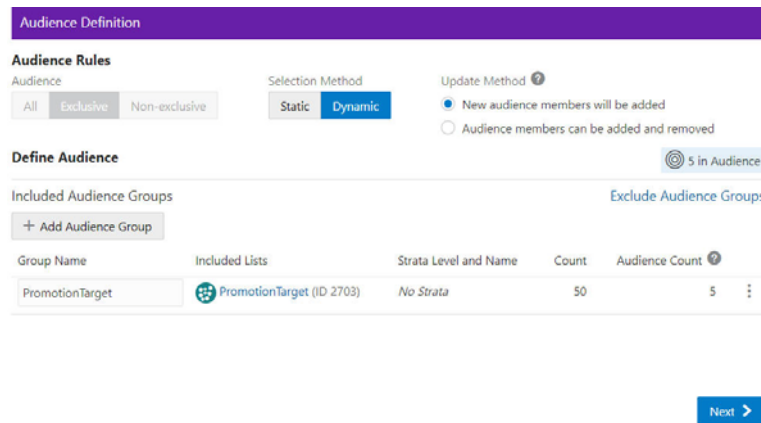 Audience Definition
Audience Rules
Audience Selection Method Update Method ?
All Exclusive Non-exclusive Static Dynamic New audience members will be added
Audience members can be added and removed
Define Audience 5 in Audience
Included Audience Groups Exclude Audience Groups
+ Add Audience Group
Group Name Included Lists Strata Level and Name Count Audience Count ?
PromotionTarget PromotionTarget (ID 2703) No Strata 50 5
Next